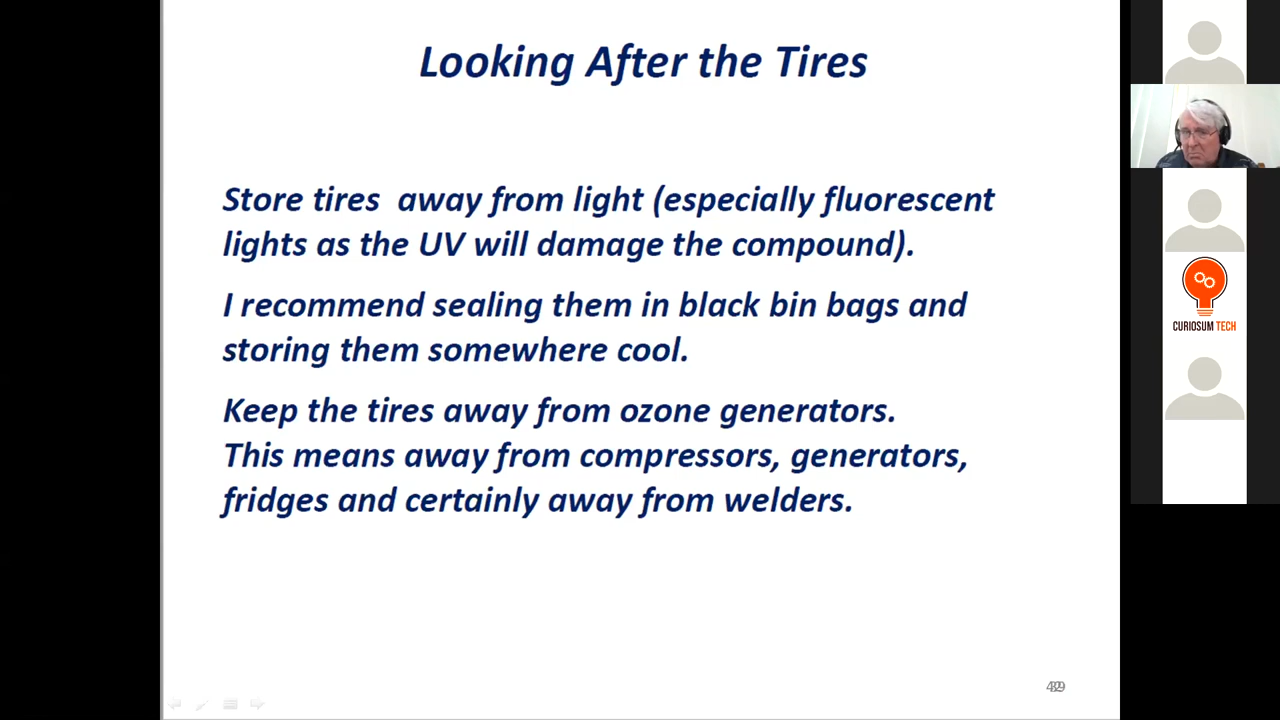 Looking After the Tires
Store tires away from light (especially fluorescent
lights as the UV will damage the compound).
I recommend sealing them in black bin bags and
storing them somewhere cool.
Keep the tires away from ozone generators.
This means away from compressors, generators,
fridges and certainly away from welders.
CURIOSUM TECH